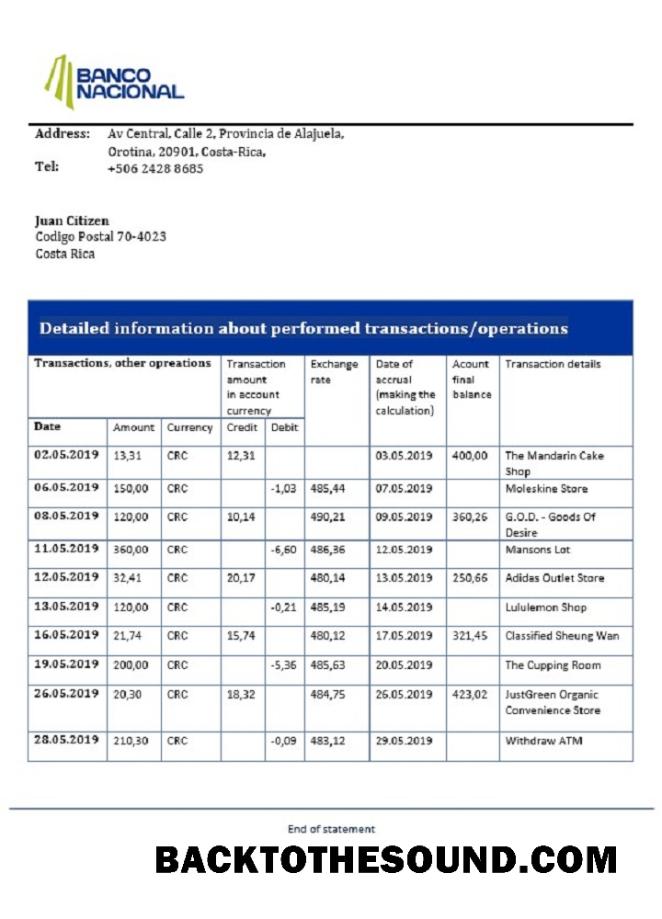 BANCO
NACIONAL
Address: Av Central, Calle 2, Provincia de Alajuela,
Orotina, 20901, Costa-Rica,
Tel: +506 2428 8685
Juan Citizen
Codigo Postal 70-4023
Costa Rica
Detailed information about performed transactions/operations
Transactions, other opreations Transaction Exchange Date of Acount Transaction details
amount rate accrual final
in account (making the balance
currency calculation)
Date Amount Currency Credit Debit
02.05.2019 13,31 CRC 12,31 03.05.2019 400,00 The Mandarin Cake
Shop
06.05.2019 150,00 CRC -1,03 485,44 07.05.2019 Moleskine Store
08.05.2019 120,00 CRC 10,14 490,21 09.05.2019 360,26 G.O.D. - Goods Of
Desire
11.05.2019 360,00 CRC -6,60 486,36 12.05.2019 Mansons Lot
12.05.2019 32,41 CRC 20,17 480,14 13.05.2019 250,66 Adidas Outlet Store
13.05.2019 120,00 CRC -0,21 485,19 14.05.2019 Lululemon Shop
16.05.2019 21,74 CRC 15,74 480,12 17.05.2019 321,45 Classified Sheung Wan
19.05.2019 200,00 CRC -5,36 485,63 20.05.2019 The Cupping Room
26.05.2019 20,30 CRC 18,32 484,75 26.05.2019 423,02 JustGreen Organic
Convenience Store
28.05.2019 210,30 CRC -0,09 483,12 29.05.2019 Withdraw ATM
End of statement
BACKTOTHESOUND.COM